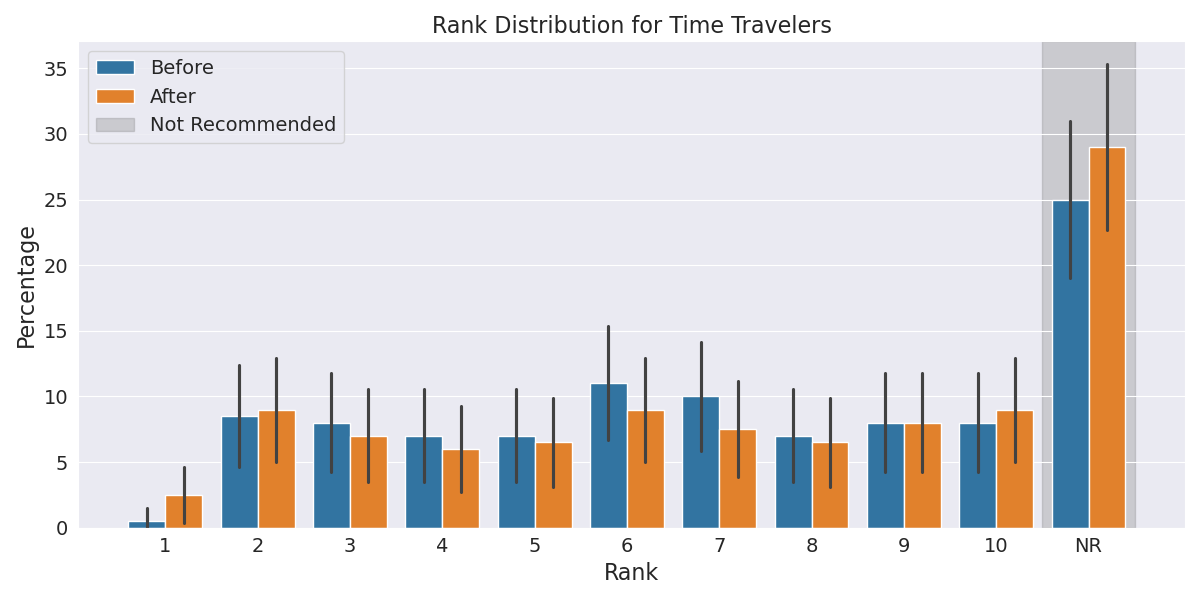 Rank Distribution for Time Travelers
Before
After
Not Recommended
Percentage
35
30
25
20
15
10
5
0
1 2 3 4 5 6 7 8 9 10 NR
Rank